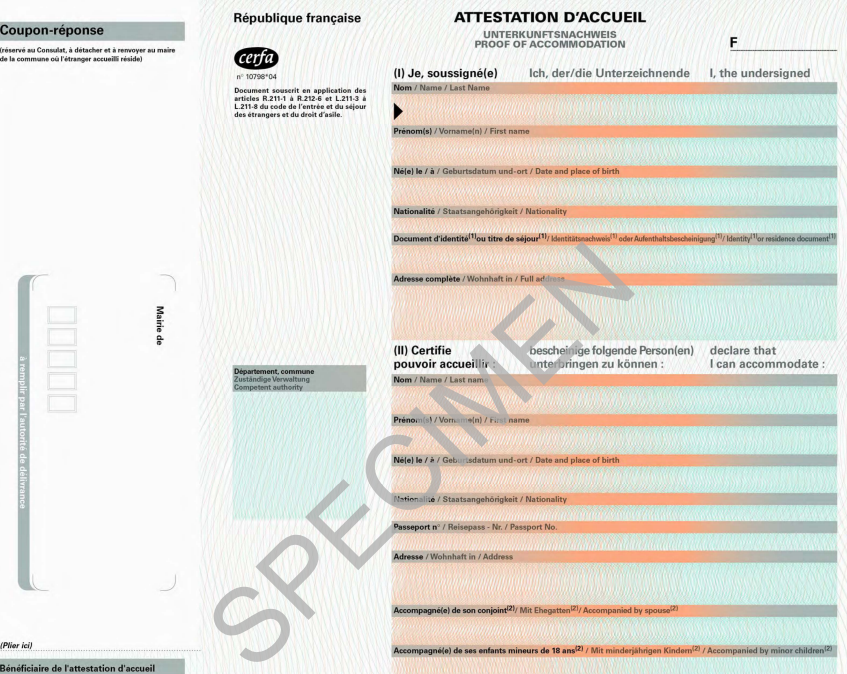 Coupon-réponse
(réservé au Consulat, à détacher et à renvoyer au maire
de la commune où l'étranger accueilli réside)
Mairie de
à remplir par l'autorité de délivrance
(Plier ici)
Bénéficiaire de l'attestation d'accueil
République française
cerfa
n° 10798*04
Document souscrit en application des
articles R.211-1 à R.212-6 et L.211-3 à
L.211-8 du code de l'entrée et du séjour
des étrangers et du droit d'asile.
Département, commune
Zuständige Verwaltung
Competent authority
ATTESTATION D'ACCUEIL
UNTERKUNFTSNACHWEIS
PROOF OF ACCOMMODATION
F
(I) Je, soussigné(e) Ich, der/die Unterzeichnende I, the undersigned
Nom / Name / Last Name
Prénom(s) / Vorname(n) / First name
Né(e) le / à / Geburtsdatum und-ort / Date and place of birth
Nationalité / Staatsangehörigkeit / Nationality
Document d'identité(1) ou titre de séjour(1)/ Identitätsnachweis(1) oder Aufenthaltsbescheinigung(1)/ Identity(1)or residence document(1)
Adresse complète / Wohnhaft in / Full address
(II) Certifie bescheinige folgende Person(en) declare that
pouvoir accueillir : unterbringen zu können : I can accommodate :
Nom / Name / Last name
Prénom(s) / Vorname(n) / First name
Né(e) le / à / Geburtsdatum und-ort / Date and place of birth
Nationalité / Staatsangehörigkeit / Nationality
Passeport n° / Reisepass - Nr. / Passport No.
Adresse / Wohnhaft in / Address
Accompagné(e) de son conjoint(2)/ Mit Ehegatten(2)/ Accompanied by spouse(2)
Accompagné(e) de ses enfants mineurs de 18 ans(2) / Mit minderjährigen Kindern(2) / Accompanied by minor children(2)
SPECIMEN